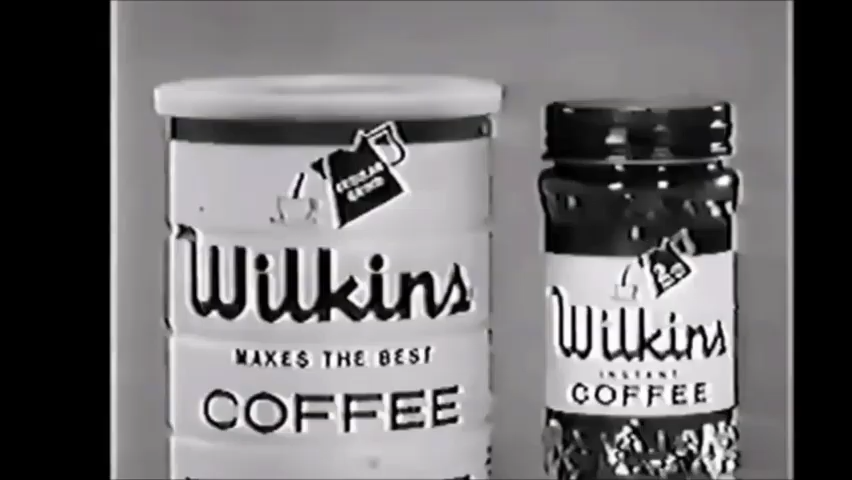 REGULAR
GRIND
Wilkins
MAKES THE BEST
COFFEE
Wilkins
INSTANT
COFFEE